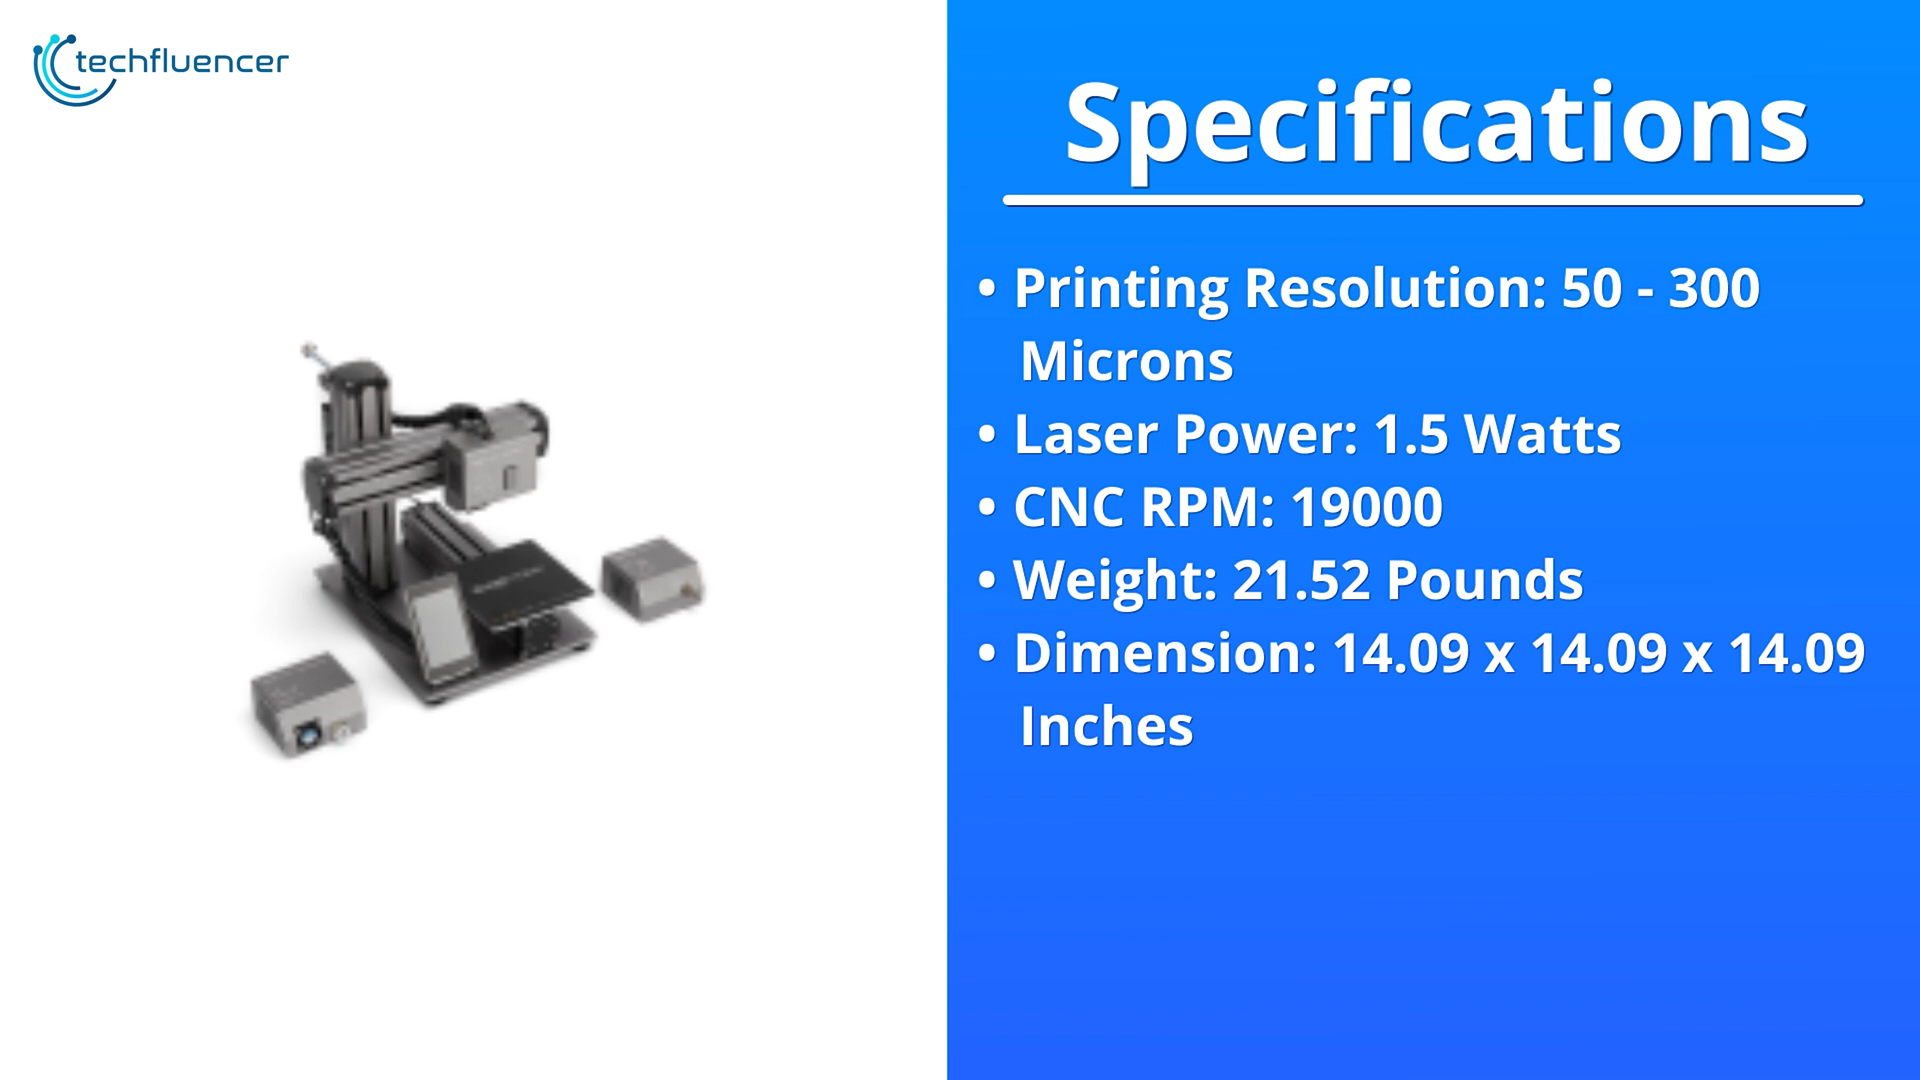 techfluencer
Specifications
• Printing Resolution: 50 - 300
Microns
• Laser Power: 1.5 Watts
• CNC RPM: 19000
• Weight: 21.52 Pounds
• Dimension: 14.09 x 14.09 x 14.09
Inches